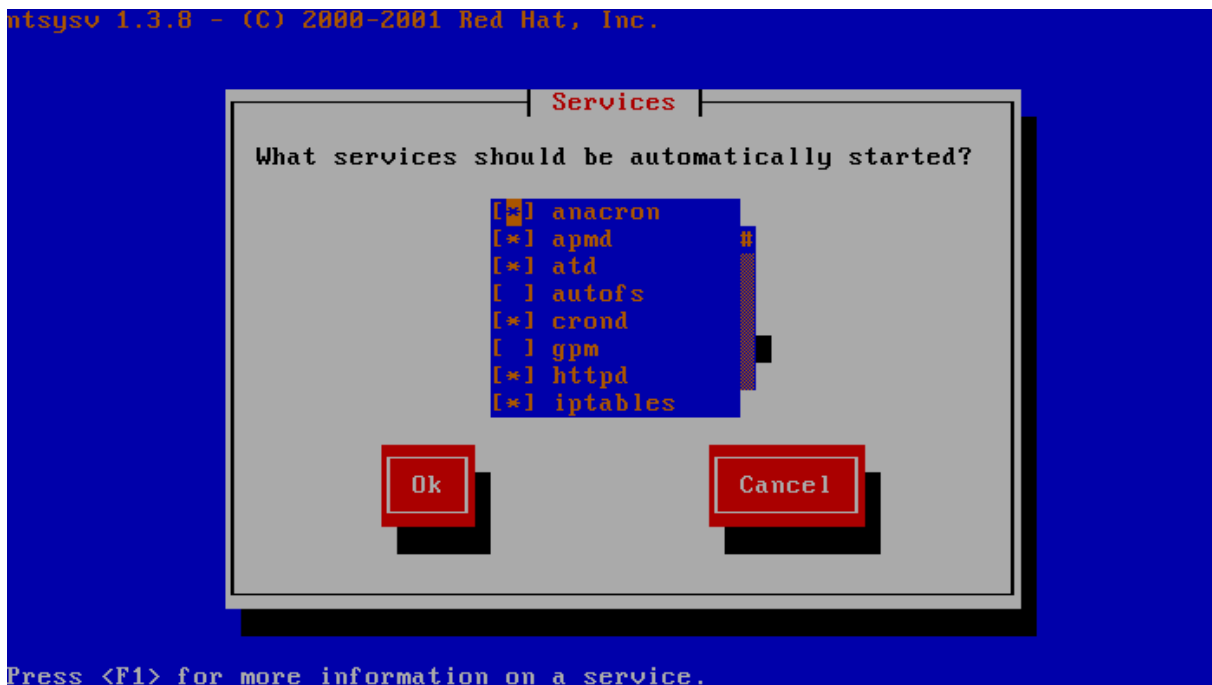 ntsysv 1.3.8 - (C) 2000-2001 Red Hat, Inc.
Services
What services should be automatically started?
[*] anacron
[*] apmd #
[*] atd
[ ] autofs
[*] crond
[ ] gpm
[*] httpd
[*] iptables
Ok Cancel
Press <F1> for more information on a service.